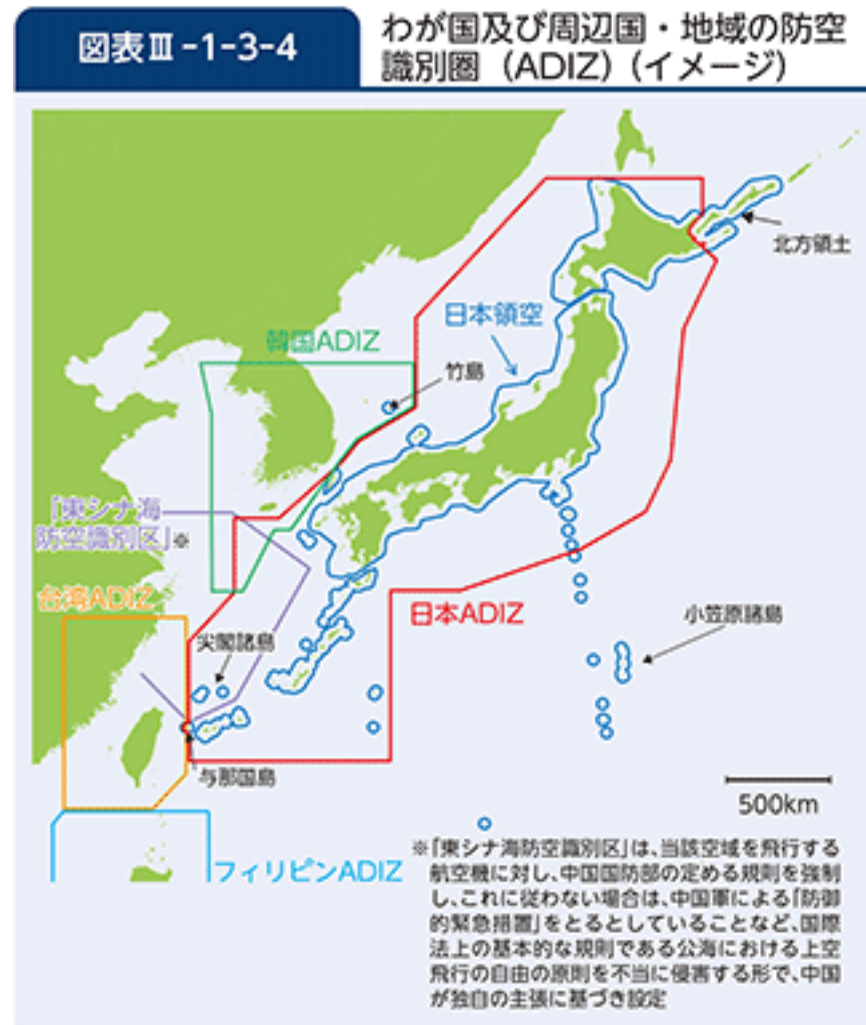 図表Ⅲ-1-3-4
わが国及び周辺国・地域の防空
識別圏（ADIZ）（イメージ）
北方領土
日本領空
韓国ADIZ
竹島
「東シナ海
防空識別区」※
台湾ADIZ
日本ADIZ
尖閣諸島
小笠原諸島
与那国島
500km
フィリピンADIZ
※「東シナ海防空識別区」は、当該空域を飛行する
航空機に対し、中国国防部の定める規則を強制
し、これに従わない場合は、中国軍による「防御
的緊急措置」をとるとしていることなど、国際
法上の基本的な規則である公海における上空
飛行の自由の原則を不当に侵害する形で、中国
が独自の主張に基づき設定